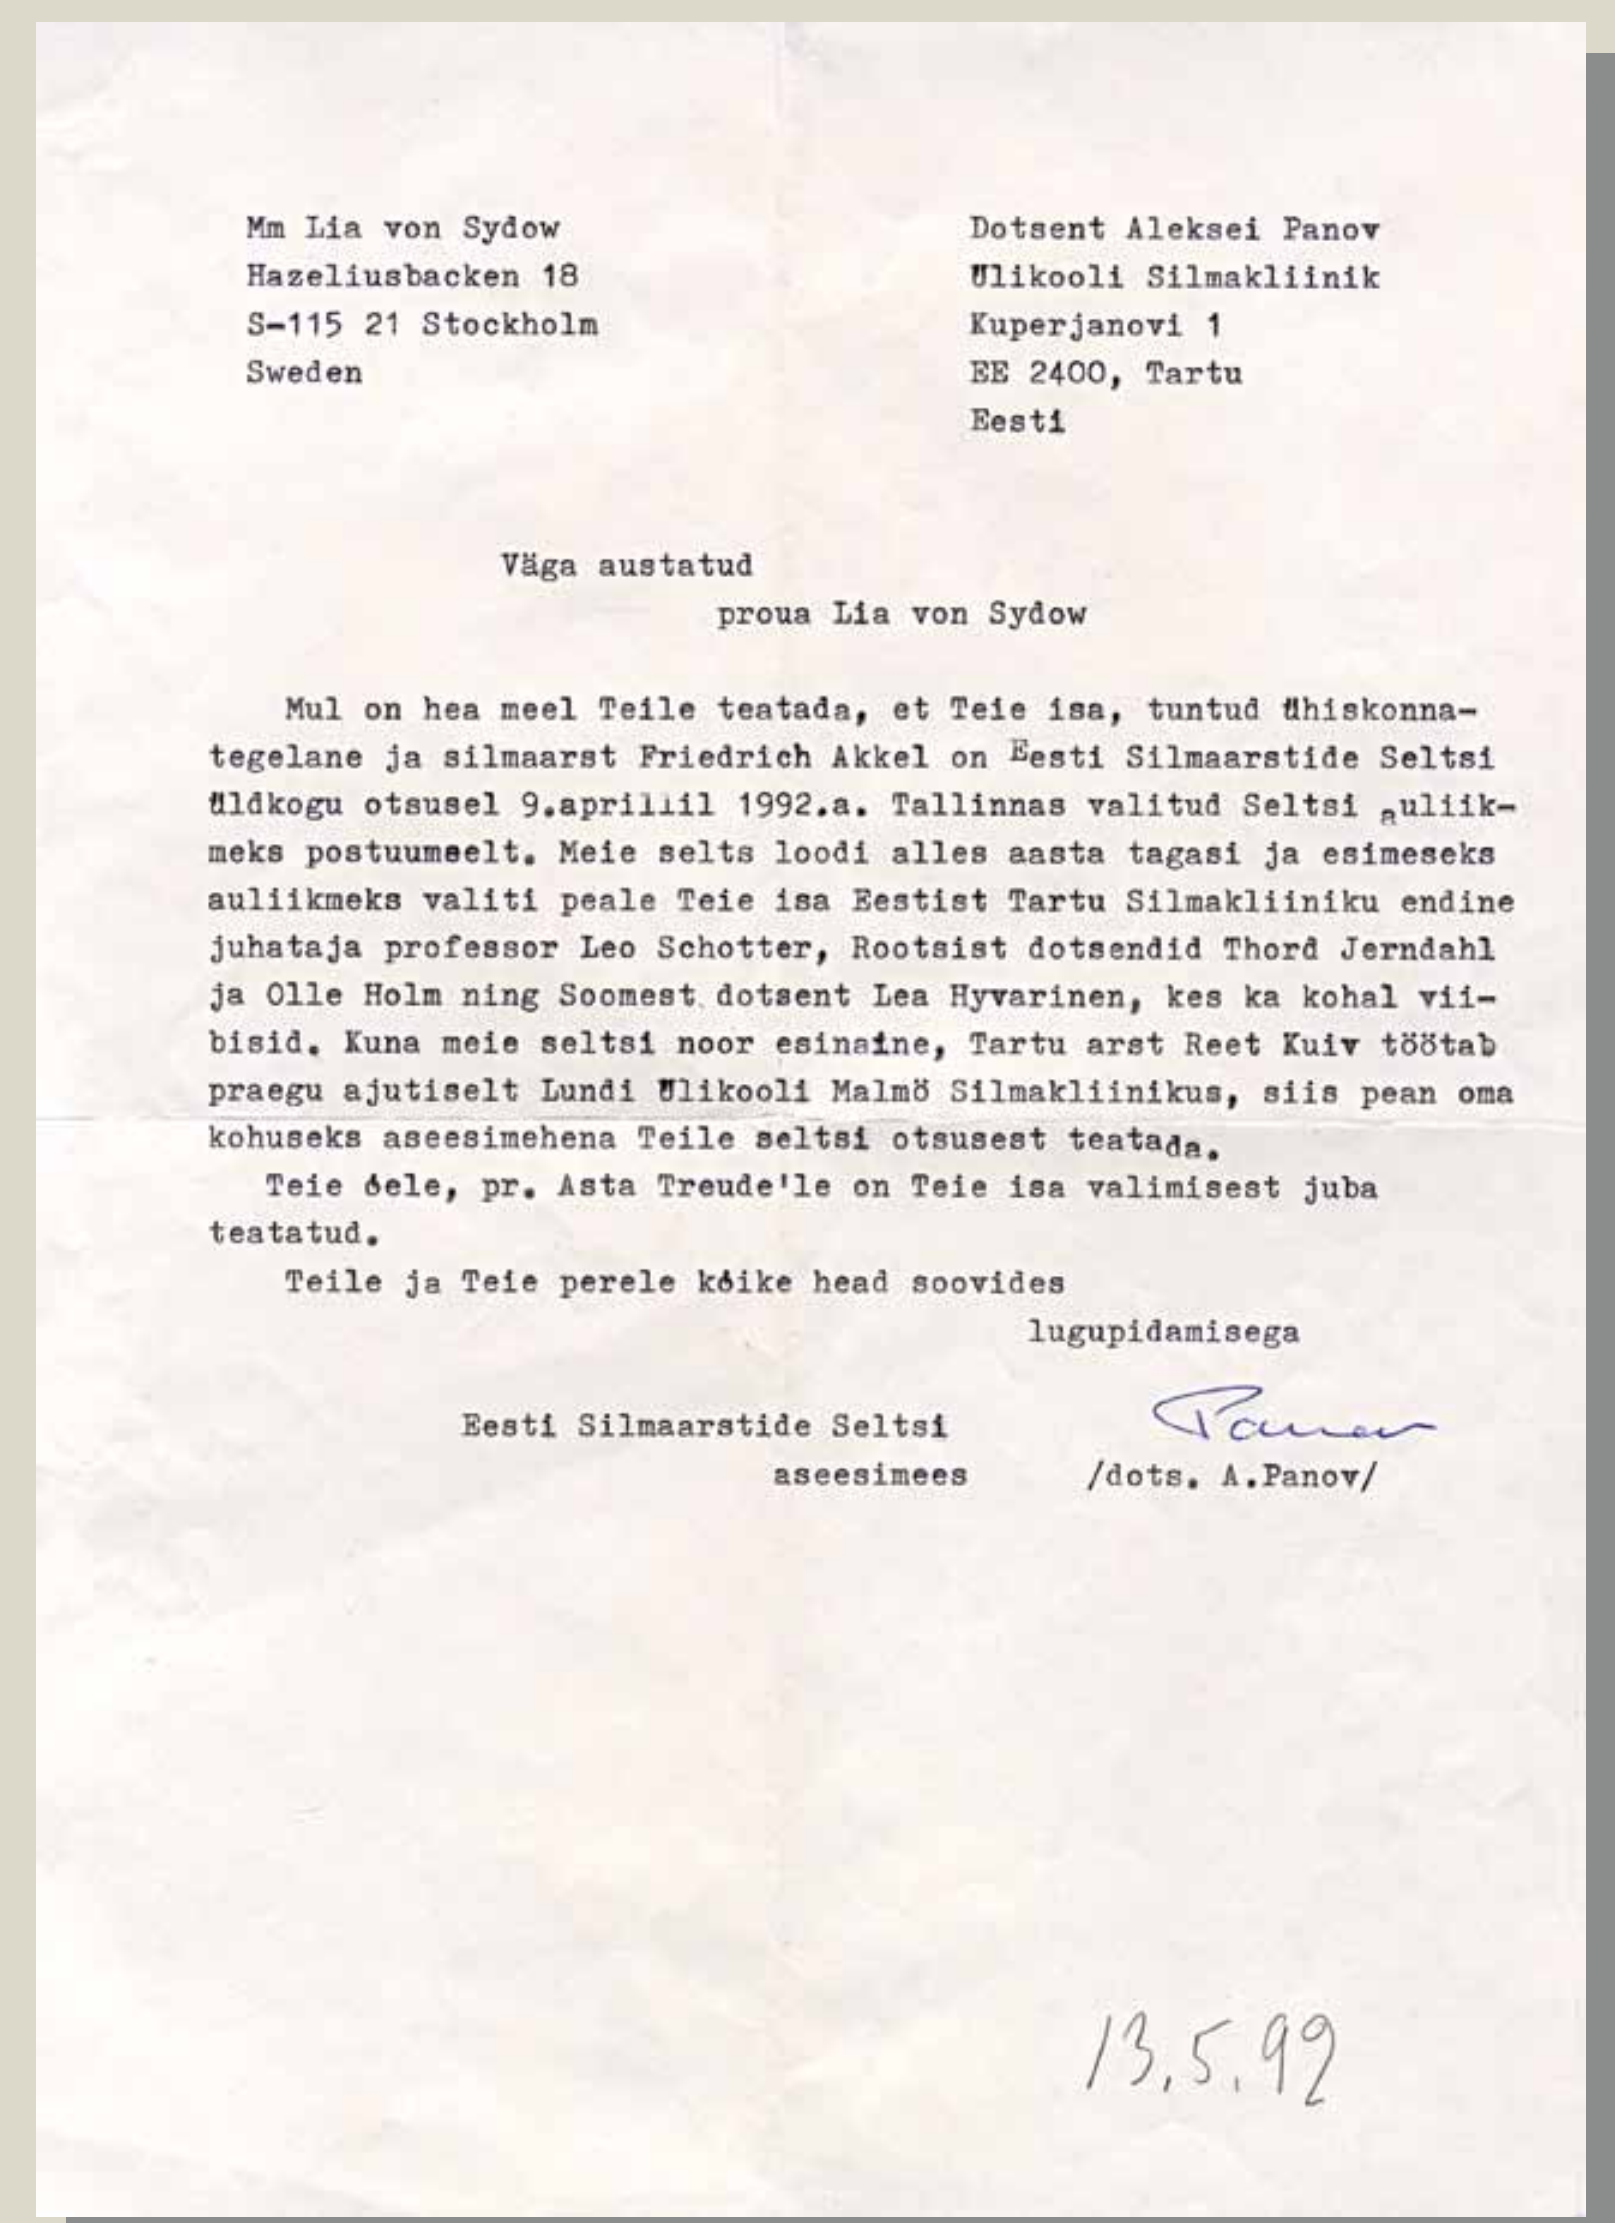 Mm Lia von Sydow
Hazeliusbacken 18
S-115 21 Stockholm
Sweden
Dotsent Aleksei Panov
Ülikooli Silmakliinik
Kuperjanovi 1
EE 2400, Tartu
Eesti
Väga austatud
proua Lia von Sydow
Mul on hea meel Teile teatada, et Teie isa, tuntud ühiskonna-
tegelane ja silmaarst Friedrich Akkel on Eesti Silmaarstide Seltsi
üldkogu otsusel 9.aprillil 1992.a. Tallinnas valitud Seltsi auliik-
meks postuumselt. Meie selts loodi alles aasta tagasi ja esimeseks
auliikmeks valiti peale Teie isa Eestist Tartu Silmakliiniku endine
juhataja professor Leo Schotter, Rootsist dotsendid Thord Jerndahl
ja Olle Holm ning Soomest dotsent Lea Hyvarinen, kes ka kohal vii-
bisid. Kuna meie seltsi noor esinaine, Tartu arst Reet Kuiv töötab
praegu ajutiselt Lundi Ülikooli Malmö Silmakliinikus, siis pean oma
kohuseks aseesimehena Teile seltsi otsusest teatada.
Teie óele, pr. Asta Treude'le on Teie isa valimisest juba
teatatud.
Teile ja Teie perele kóike head soovides
lugupidamisega
Panov
Eesti Silmaarstide Seltsi
aseesimees /dots. A.Panov/
13.5.92